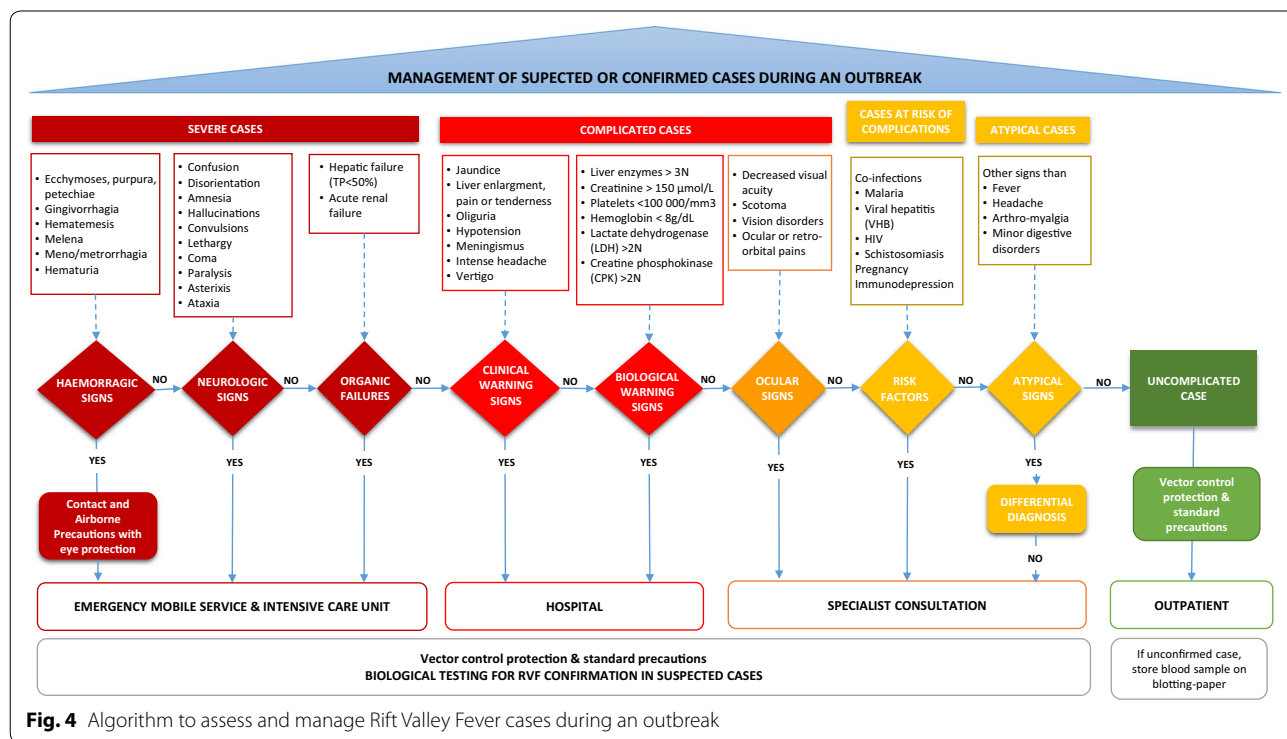 MANAGEMENT OF SUPECTED OR CONFIRMED CASES DURING AN OUTBREAK
SEVERE CASES
COMPLICATED CASES
CASES AT RISK OF
COMPLICATIONS
ATYPICAL CASES
• Ecchymoses, purpura,
petechiae
• Gingivorrhagia
• Hematemesis
• Melena
• Meno/metrorrhagia
• Hematuria
• Confusion
• Disorientation
• Amnesia
• Hallucinations
• Convulsions
• Lethargy
• Coma
• Paralysis
• Asterixis
• Ataxia
• Hepatic failure
(TP<50%)
• Acute renal
failure
• Jaundice
• Liver enlargment,
pain or tenderness
• Oliguria
• Hypotension
• Meningismus
• Intense headache
• Vertigo
• Liver enzymes > 3N
• Creatinine > 150 µmol/L
• Platelets <100 000/mm3
• Hemoglobin < 8g/dL
• Lactate dehydrogenase
(LDH) >2N
• Creatine phosphokinase
(CPK) >2N
• Decreased visual
acuity
• Scotoma
• Vision disorders
• Ocular or retro-
orbital pains
Co-infections
• Malaria
• Viral hepatitis
(VHB)
• HIV
• Schistosomiasis
Pregnancy
Immunodepression
Other signs than
• Fever
• Headache
• Arthro-myalgia
• Minor digestive
disorders
HAEMORRAGIC
SIGNS
NO
NEUROLOGIC
SIGNS
NO
ORGANIC
FAILURES
NO
CLINICAL
WARNING
SIGNS
NO
BIOLOGICAL
WARNING
SIGNS
NO
OCULAR
SIGNS
NO
RISK
FACTORS
NO
ATYPICAL
SIGNS
NO
UNCOMPLICATED
CASE
YES
YES
YES
YES
YES
YES
YES
YES
Contact and
Airborne
Precautions with
eye protection
DIFFERENTIAL
DIAGNOSIS
Vector control
protection &
standard
precautions
NO
EMERGENCY MOBILE SERVICE & INTENSIVE CARE UNIT
HOSPITAL
SPECIALIST CONSULTATION
OUTPATIENT
Vector control protection & standard precautions
BIOLOGICAL TESTING FOR RVF CONFIRMATION IN SUSPECTED CASES
If unconfirmed case,
store blood sample on
blotting-paper
Fig. 4 Algorithm to assess and manage Rift Valley Fever cases during an outbreak